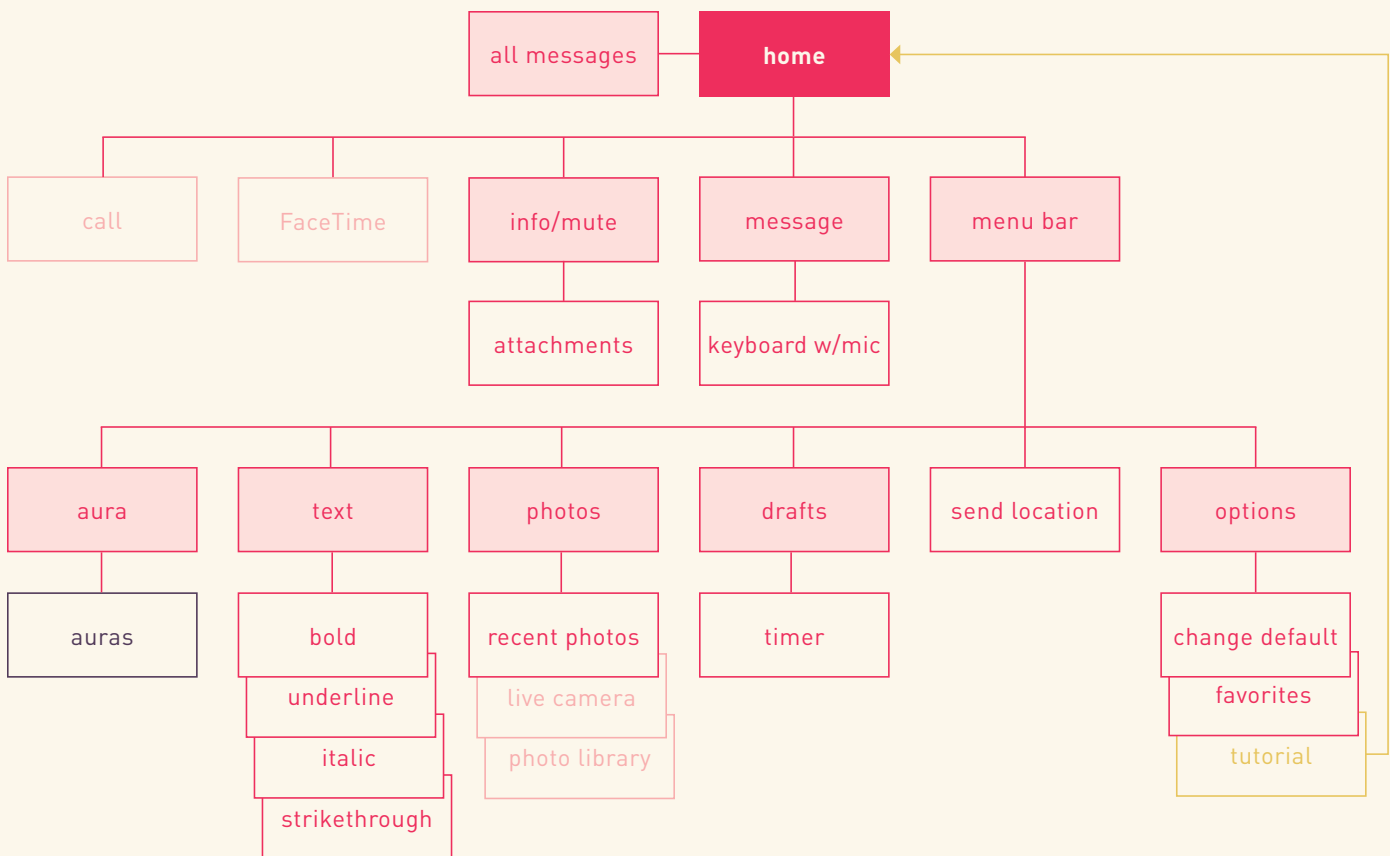 all messages
home
call
FaceTime
info/mute
message
menu bar
attachments
keyboard w/mic
aura
text
photos
drafts
send location
options
auras
bold
recent photos
timer
change default
underline
live camera
favorites
italic
photo library
tutorial
strikethrough